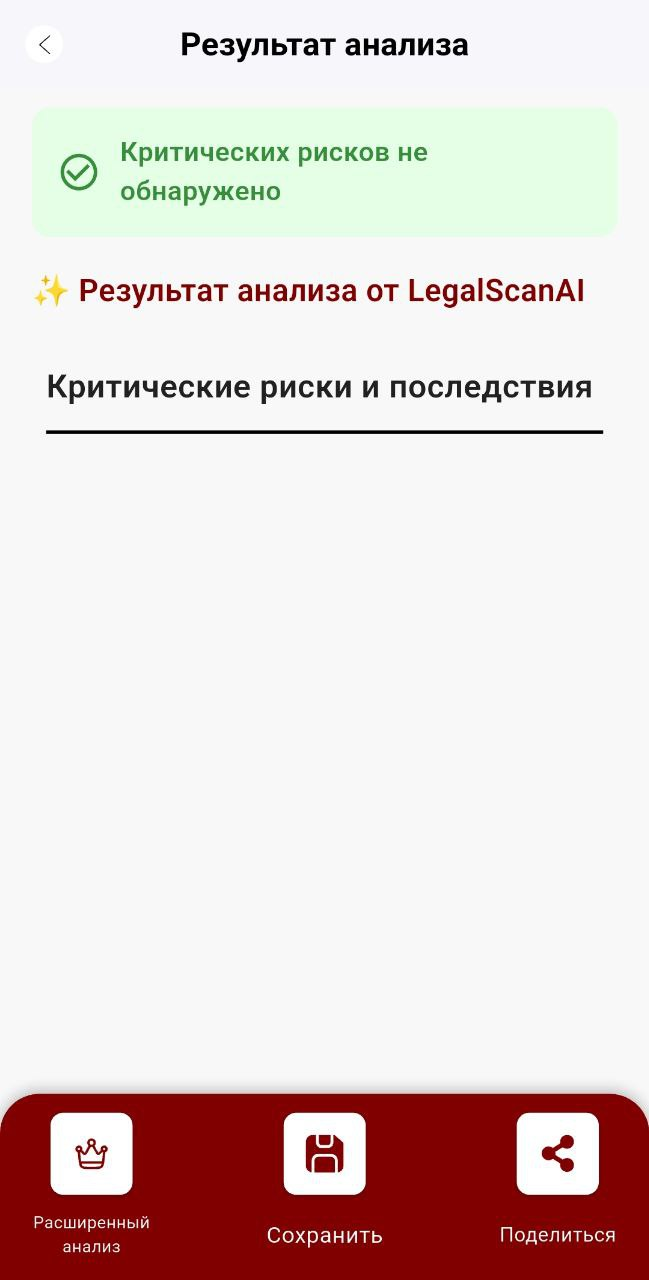 Результат анализа
Критических рисков не
обнаружено
✨ Результат анализа от LegalScanAI
Критические риски и последствия
Расширенный
анализ
Сохранить
Поделиться